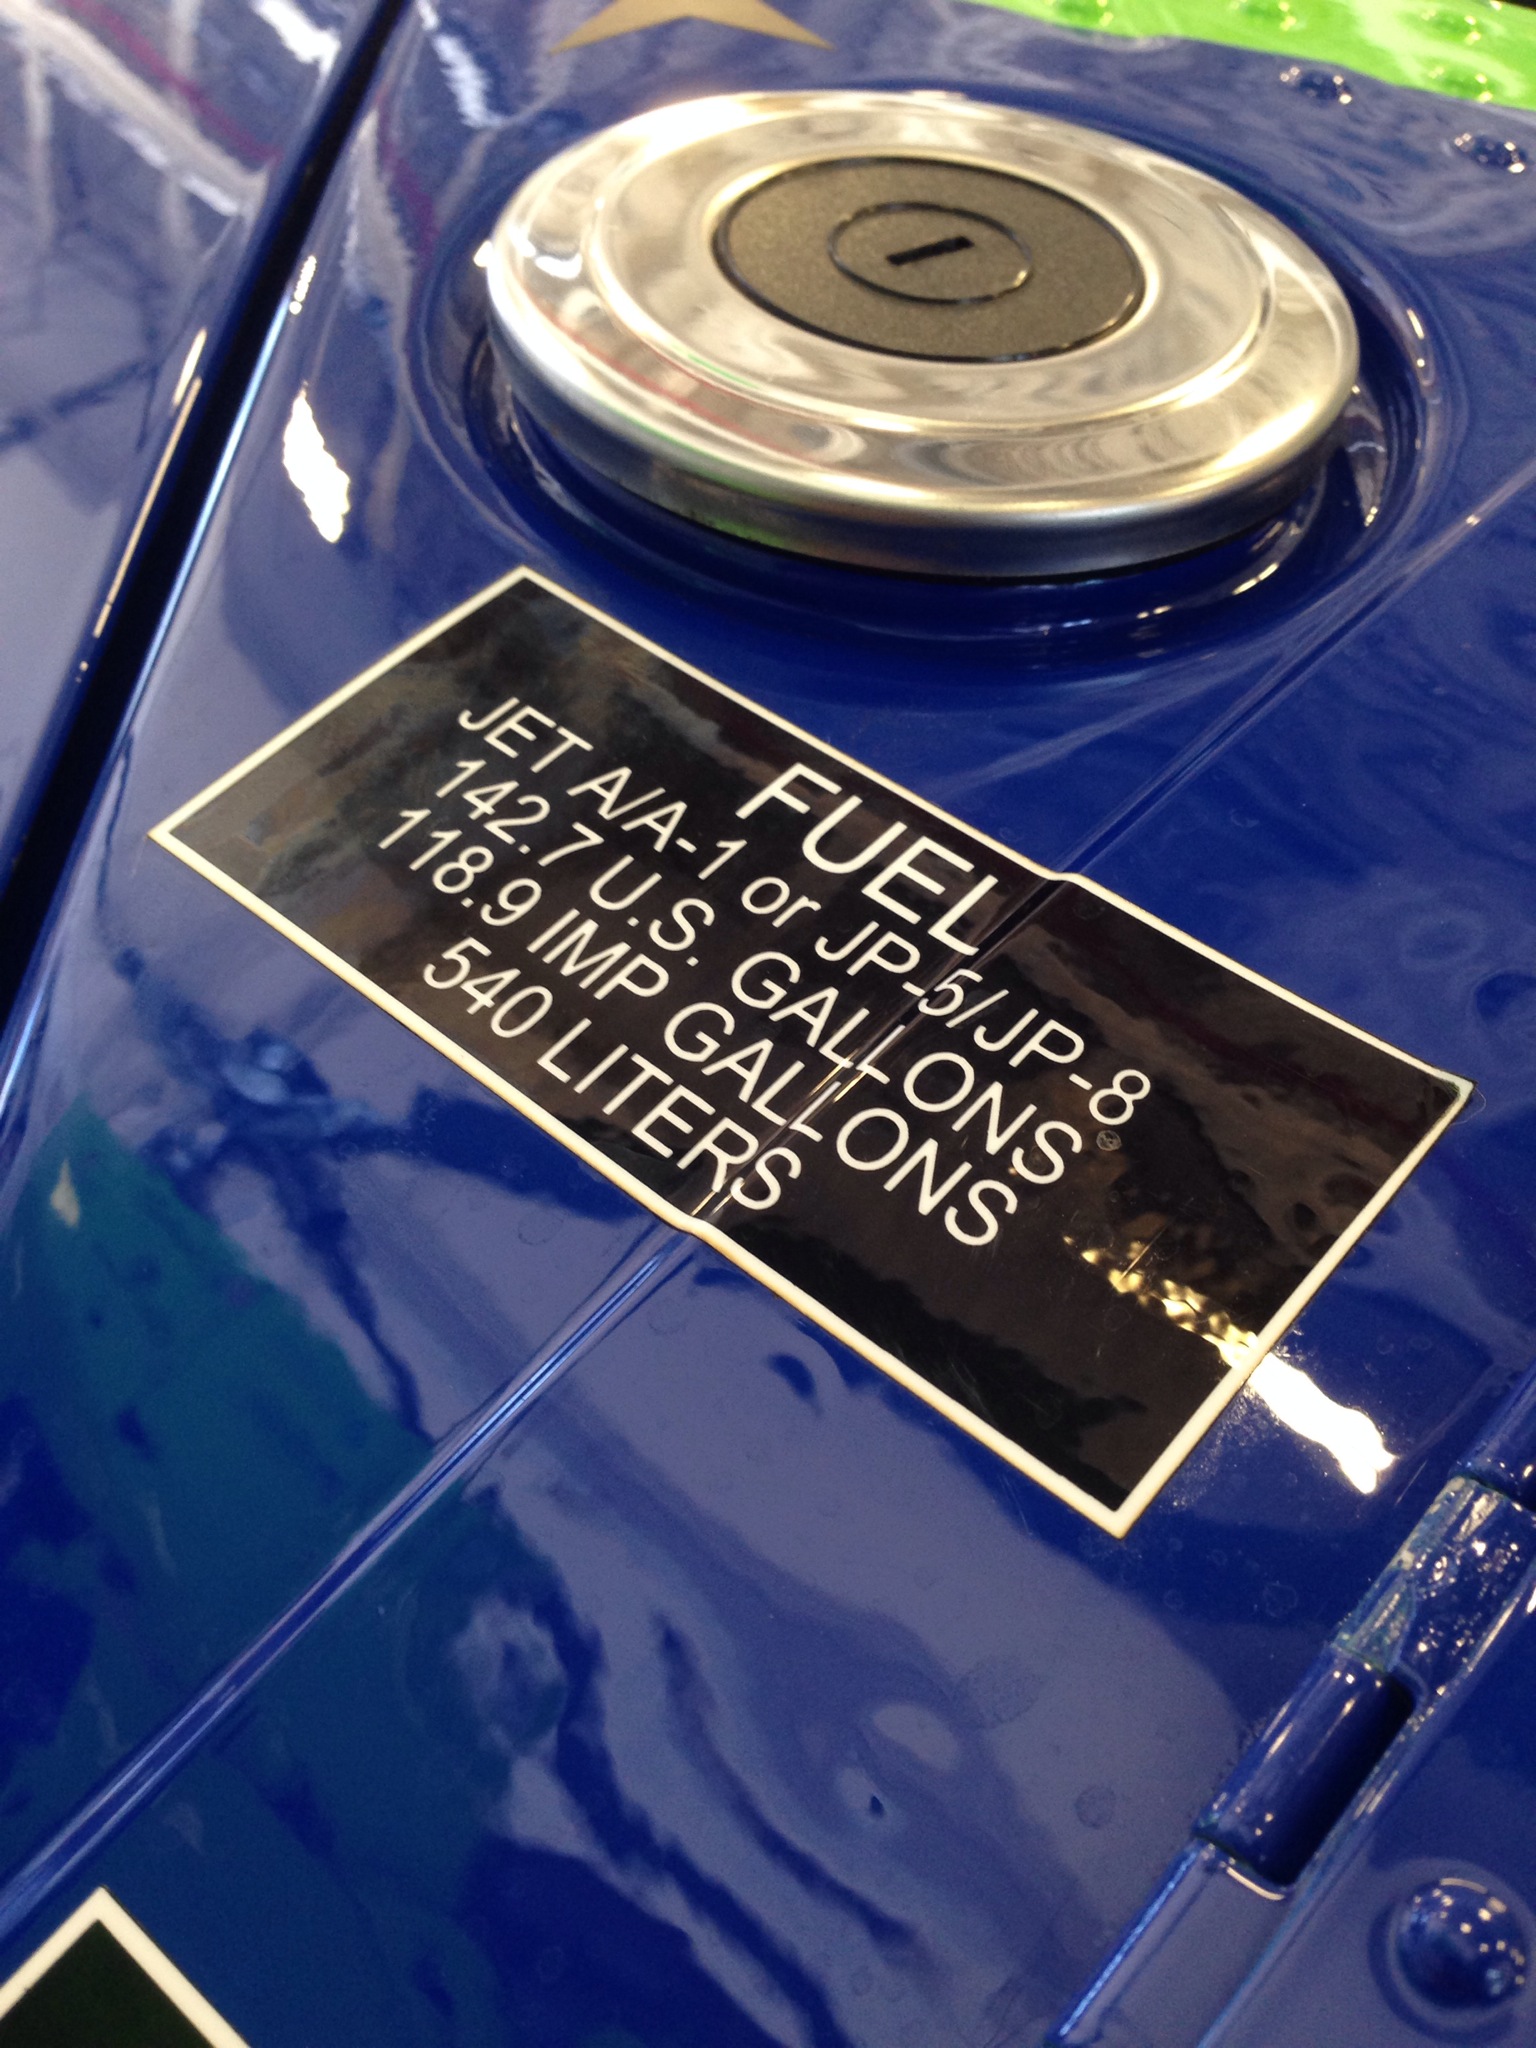 FUEL
JET A/A-1 or JP-5/JP-8
142.7 U.S. GALLONS
118.9 IMP GALLONS
540 LITERS